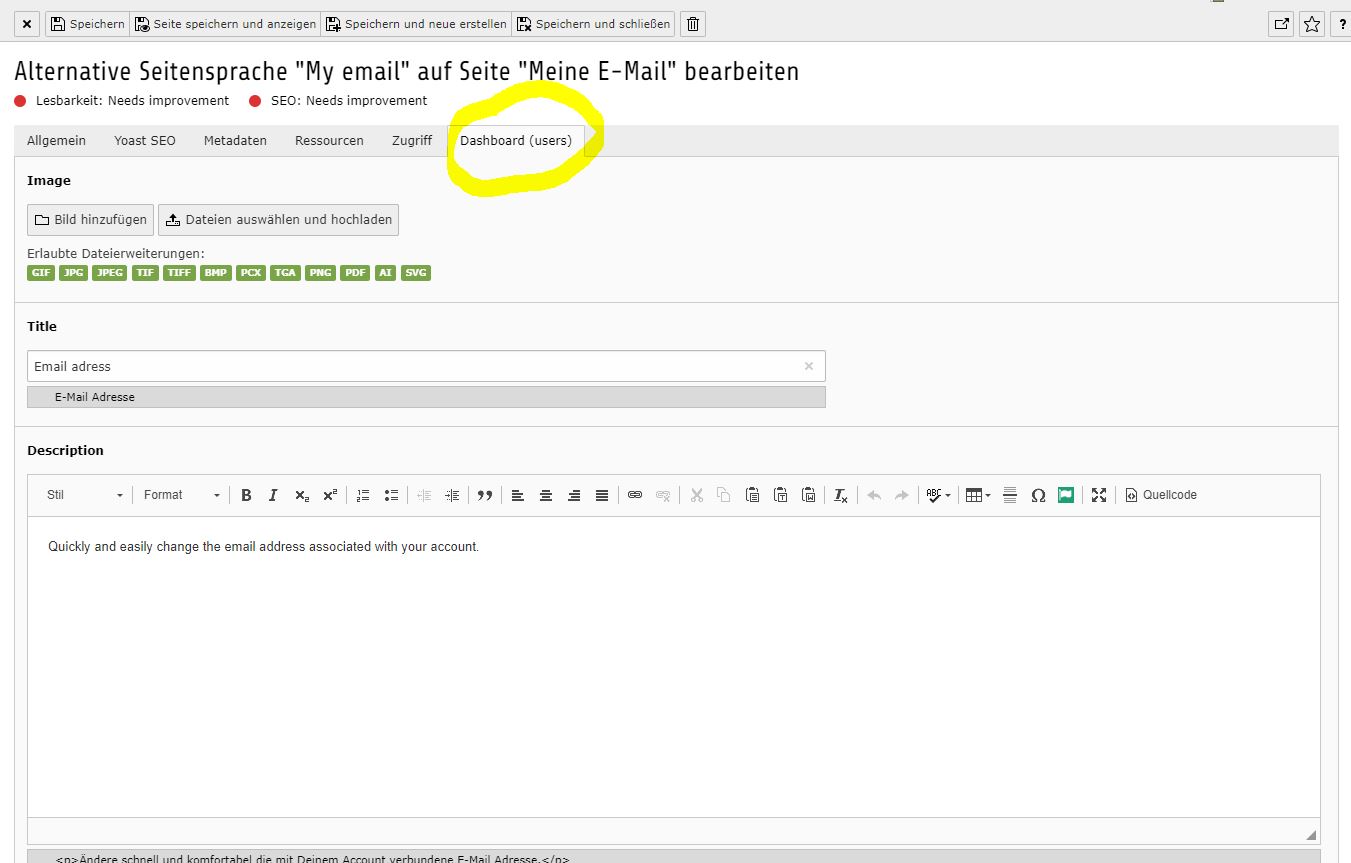 Speichern Seite speichern und anzeigen Speichern und neue erstellen Speichern und schließen ?
Alternative Seitensprache "My email" auf Seite "Meine E-Mail" bearbeiten
Lesbarkeit: Needs improvement SEO: Needs improvement
Allgemein Yoast SEO Metadaten Ressourcen Zugriff Dashboard (users)
Image
Bild hinzufügen Dateien auswählen und hochladen
Erlaubte Dateierweiterungen:
GIF JPG JPEG TIF TIFF BMP PCX TGA PNG PDF AI SVG
Title
Email adress
E-Mail Adresse
Description
Stil Format B I x₂ x² ABC Ω Quellcode
Quickly and easily change the email address associated with your account.
<p>Ändere schnell und komfortabel die mit Deinem Account verbundene E-Mail Adresse.</p>